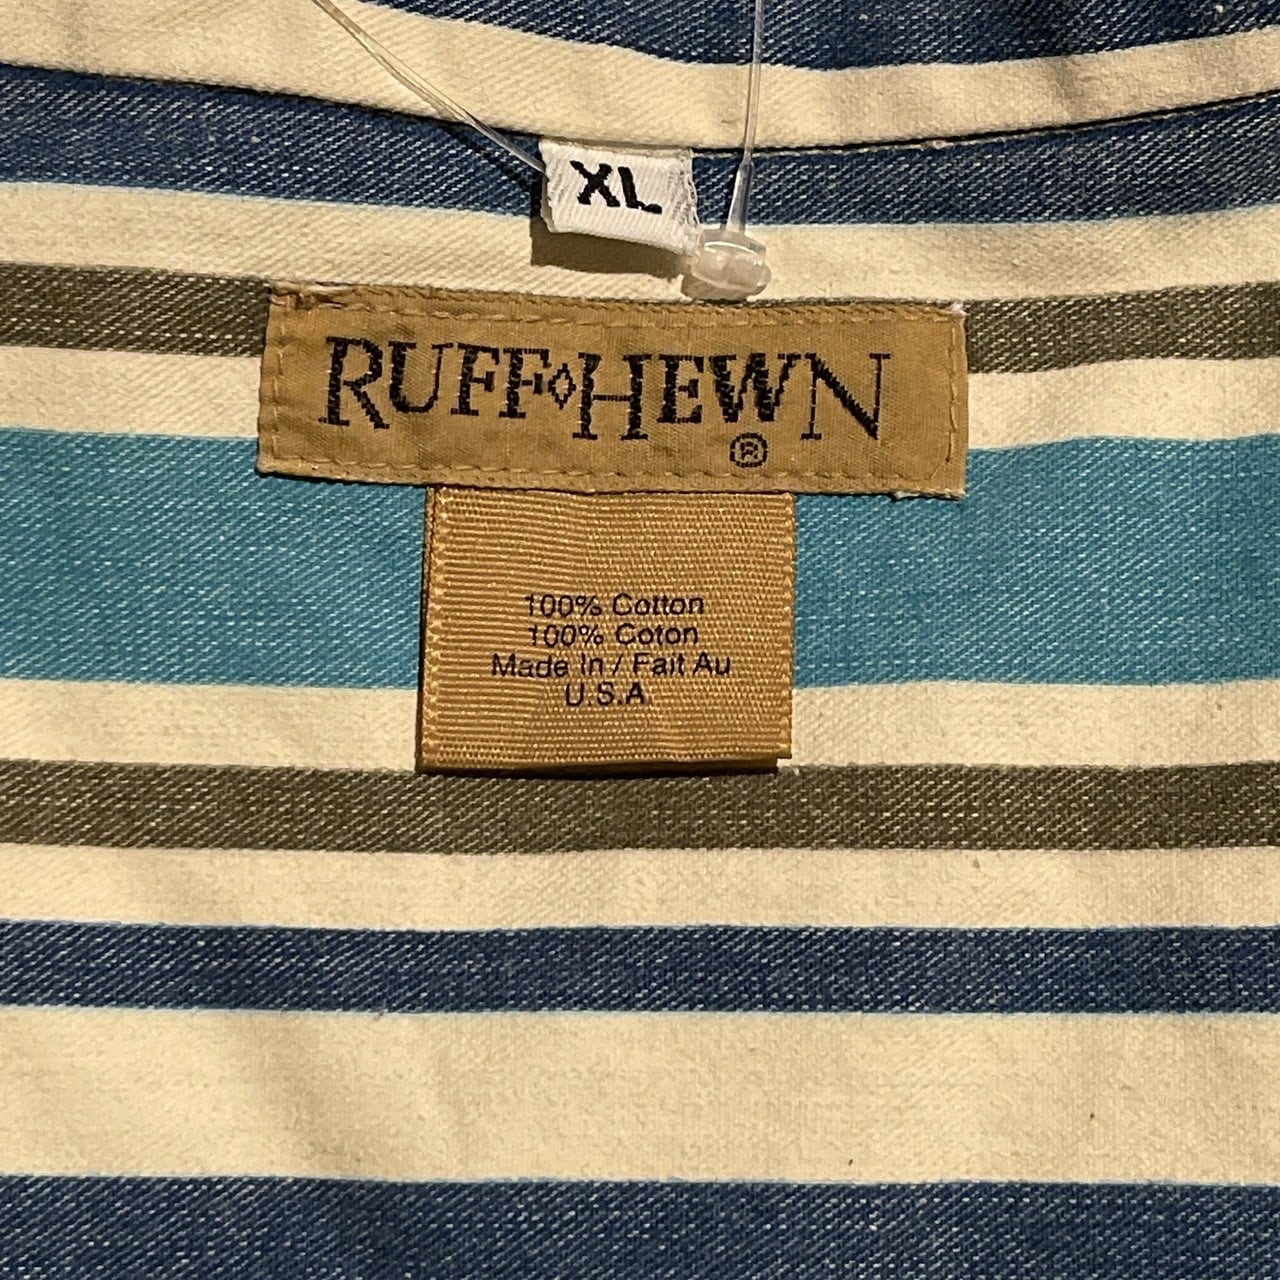 XL
RUFF◊HEWN
®
100% Cotton
100% Coton
Made In / Fait Au
U.S.A.